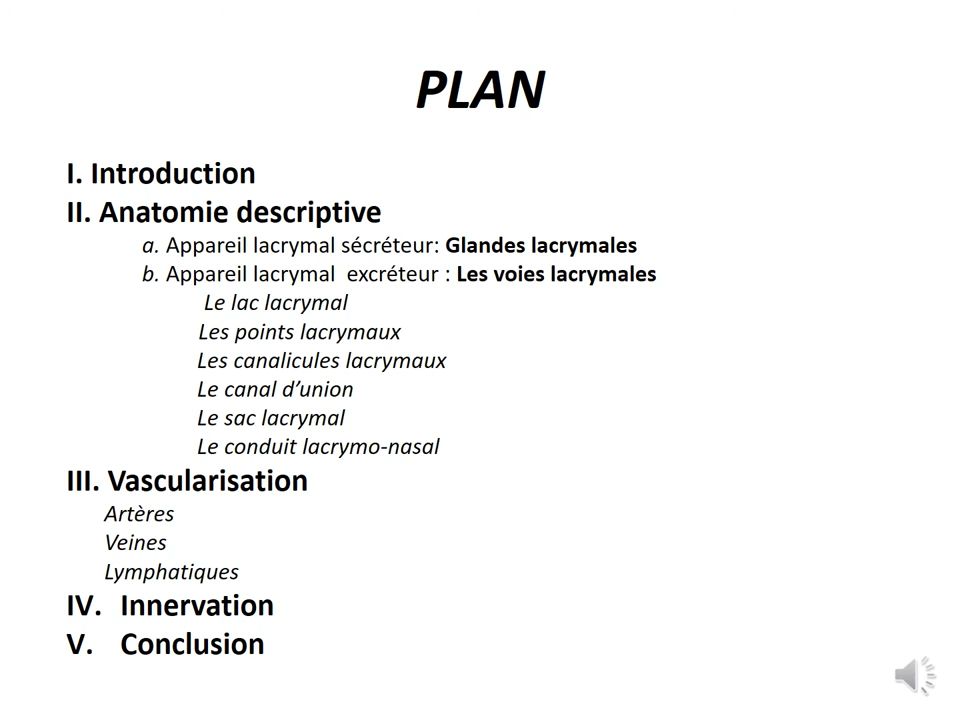 PLAN
I. Introduction
II. Anatomie descriptive
a. Appareil lacrymal sécréteur: Glandes lacrymales
b. Appareil lacrymal excréteur : Les voies lacrymales
Le lac lacrymal
Les points lacrymaux
Les canalicules lacrymaux
Le canal d’union
Le sac lacrymal
Le conduit lacrymo-nasal
III. Vascularisation
Artères
Veines
Lymphatiques
IV. Innervation
V. Conclusion